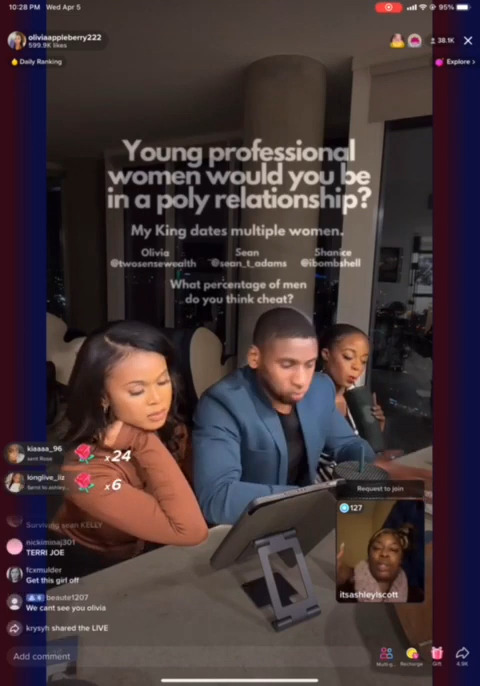 10:28 PM Wed Apr 5
95%
oliviaappleberry222
599.9K likes
38.1K
Daily Ranking
Explore >
Young professional
women would you be
in a poly relationship?
My King dates multiple women.
Olivia Sean Shanice
@twosensewealth @sean_t_adams @ibombshell
What percentage of men
do you think cheat?
kiaaaa_96
sent Rose
x24
longlive_jiz
x6
Request to join
127
itsashleylscott
Surviving sean KELLY
nickiminaj301
TERRI JOE
fcxmulder
Get this girl off
beaute1207
We cant see you olivia
krysyh shared the LIVE
Add comment
Multi-g...
Recharge
Gift
4.9K